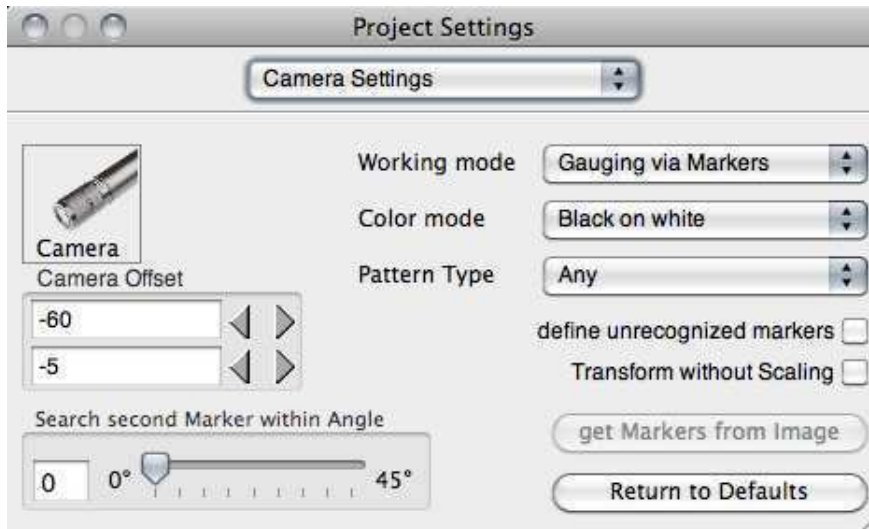 Project Settings
Camera Settings
Camera
Camera Offset
-60
-5
Search second Marker within Angle
0 0° 45°
Working mode Gauging via Markers
Color mode Black on white
Pattern Type Any
define unrecognized markers
Transform without Scaling
get Markers from Image
Return to Defaults